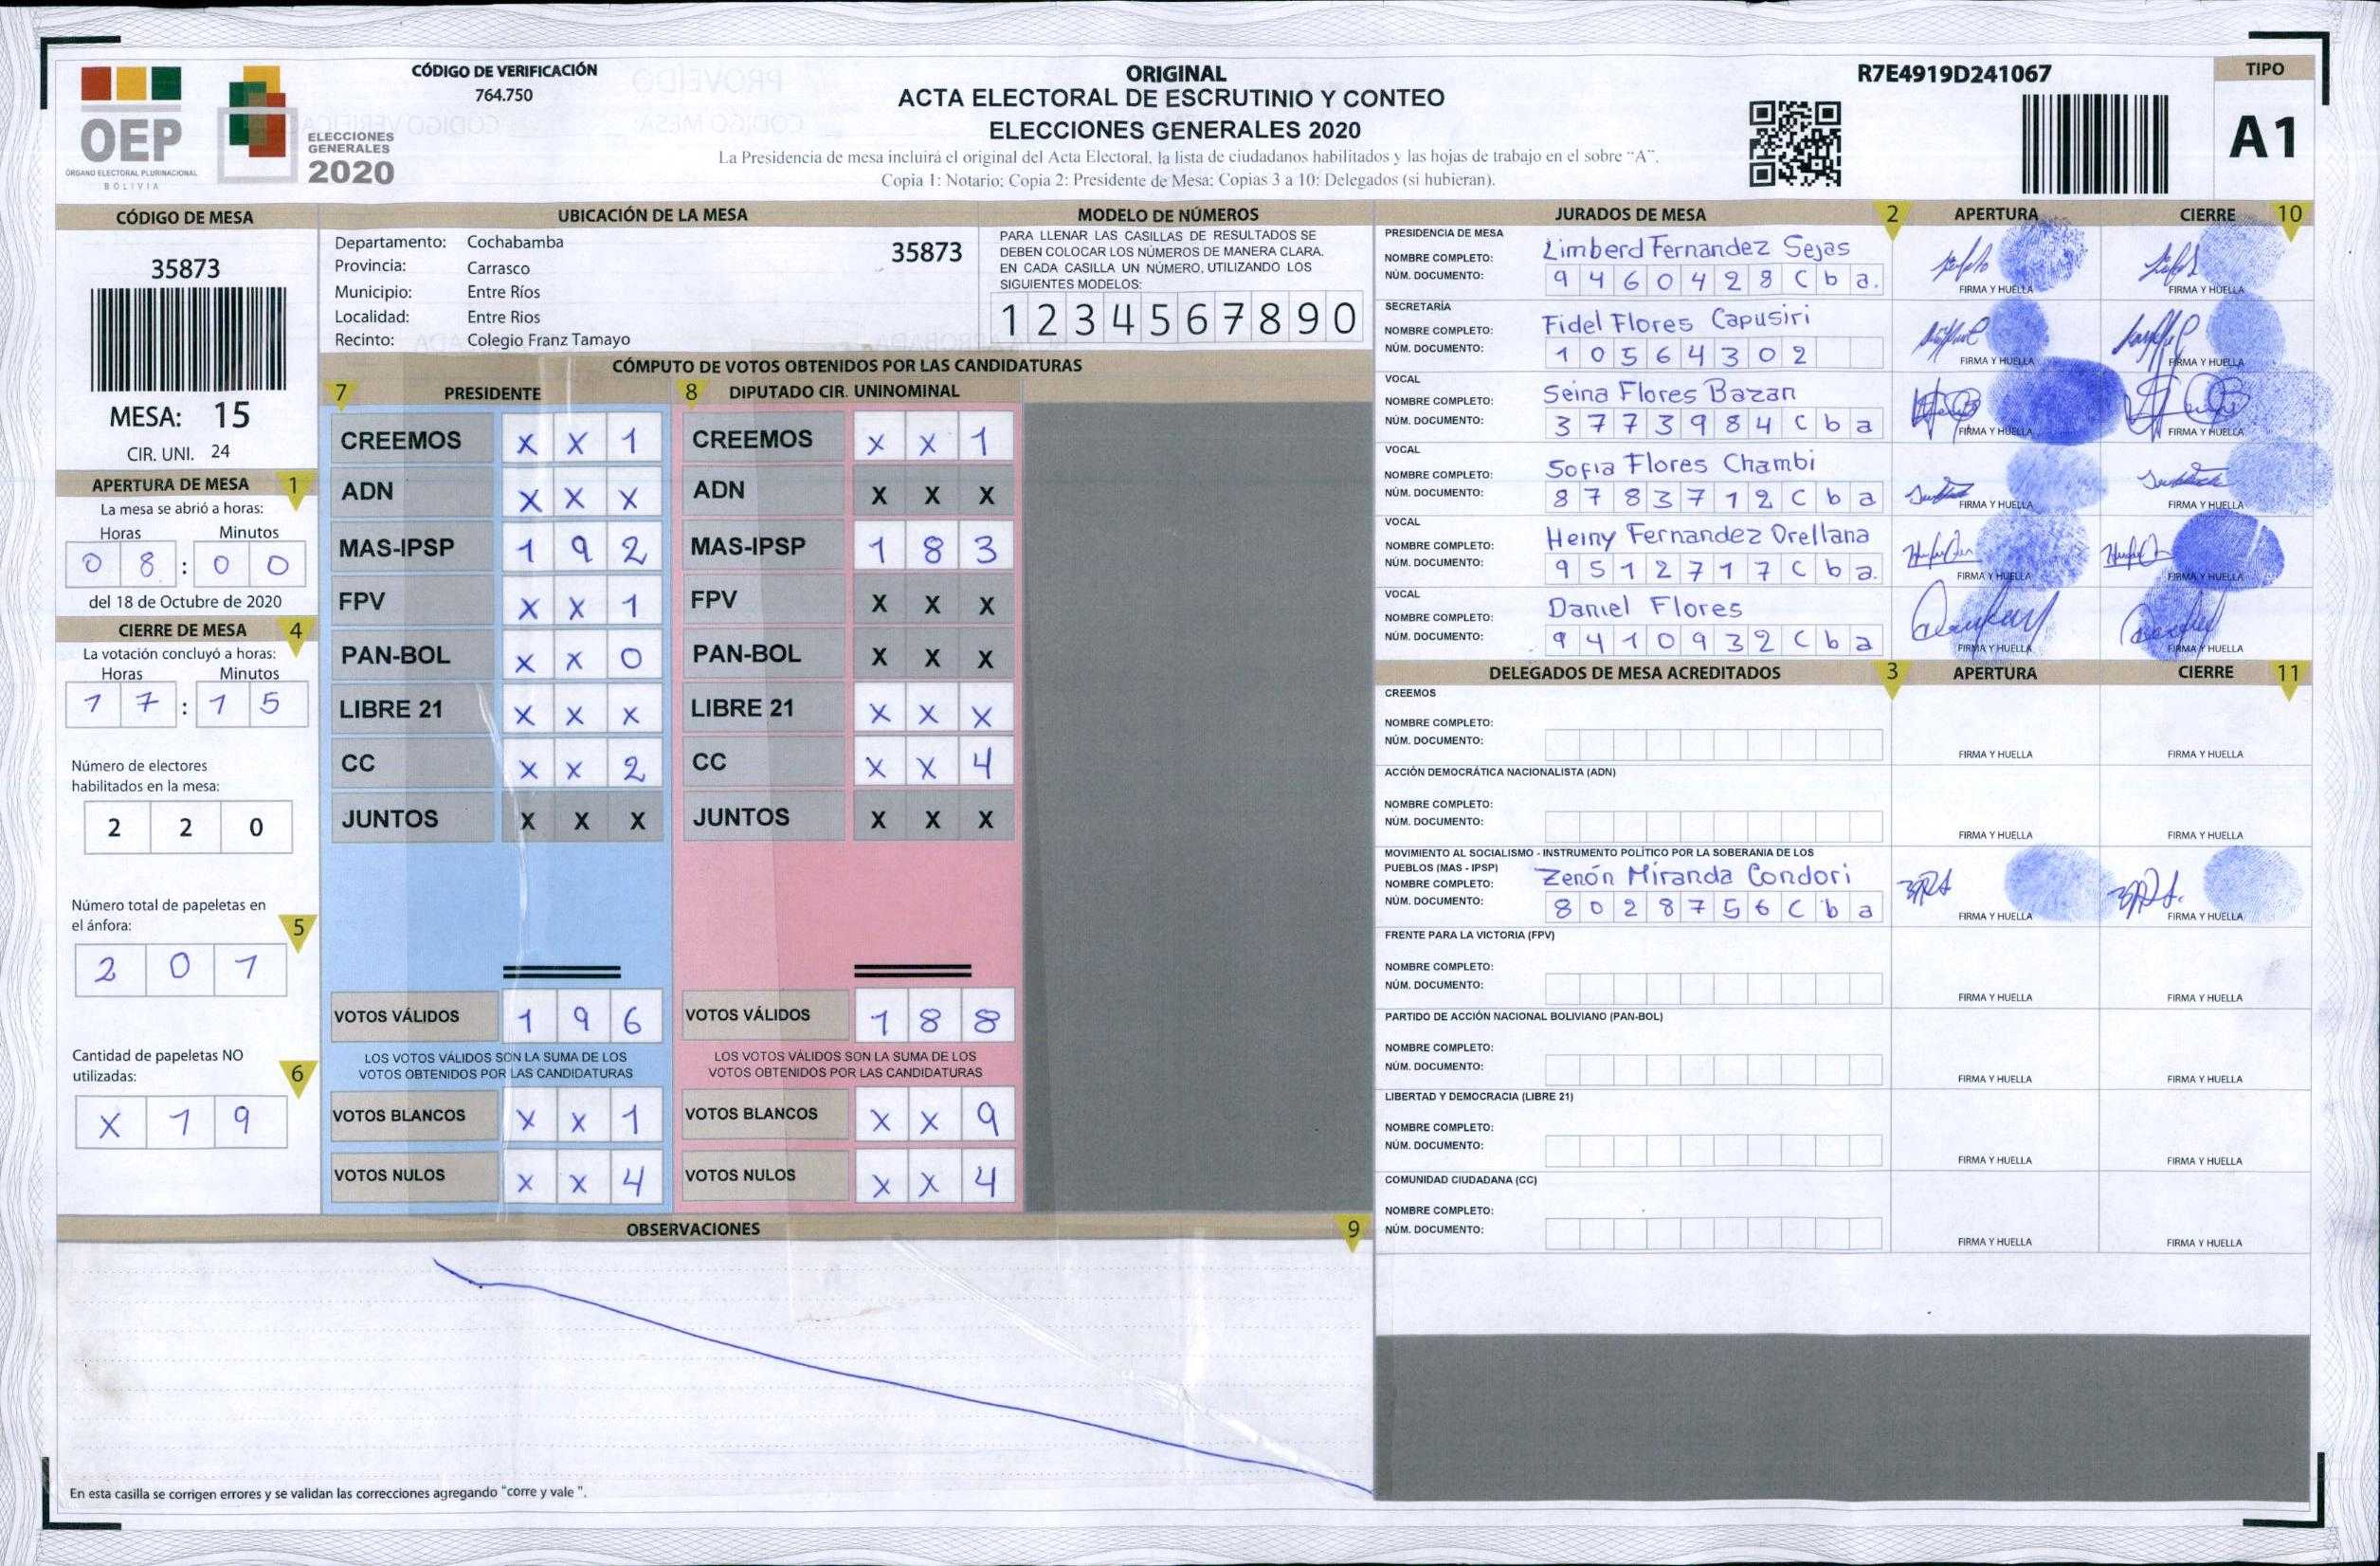 CÓDIGO DE VERIFICACIÓN
764.750
OEP
ÓRGANO ELECTORAL PLURINACIONAL
BOLIVIA
ELECCIONES
GENERALES
2020
ORIGINAL
ACTA ELECTORAL DE ESCRUTINIO Y CONTEO
ELECCIONES GENERALES 2020
La Presidencia de mesa incluirá el original del Acta Electoral, la lista de ciudadanos habilitados y las hojas de trabajo en el sobre “A”.
Copia 1: Notario; Copia 2: Presidente de Mesa; Copias 3 a 10: Delegados (si hubieran).
R7E4919D241067
TIPO
A1
CÓDIGO DE MESA
35873
MESA: 15
CIR. UNI. 24
APERTURA DE MESA 1
La mesa se abrió a horas:
Horas Minutos
0 8 : 0 0
del 18 de Octubre de 2020
CIERRE DE MESA 4
La votación concluyó a horas:
Horas Minutos
1 7 : 1 5
Número de electores
habilitados en la mesa:
2 2 0
Número total de papeletas en
el ánfora: 5
2 0 1
Cantidad de papeletas NO
utilizadas: 6
X 1 9
UBICACIÓN DE LA MESA
Departamento: Cochabamba 35873
Provincia: Carrasco
Municipio: Entre Ríos
Localidad: Entre Rios
Recinto: Colegio Franz Tamayo
MODELO DE NÚMEROS
PARA LLENAR LAS CASILLAS DE RESULTADOS SE
DEBEN COLOCAR LOS NÚMEROS DE MANERA CLARA.
EN CADA CASILLA UN NÚMERO, UTILIZANDO LOS
SIGUIENTES MODELOS:
1 2 3 4 5 6 7 8 9 0
CÓMPUTO DE VOTOS OBTENIDOS POR LAS CANDIDATURAS
7 PRESIDENTE 8 DIPUTADO CIR. UNINOMINAL
CREEMOS X X 1 CREEMOS X X 1
ADN X X X ADN X X X
MAS-IPSP 1 9 2 MAS-IPSP 1 8 3
FPV X X 1 FPV X X X
PAN-BOL X X 0 PAN-BOL X X X
LIBRE 21 X X X LIBRE 21 X X X
CC X X 2 CC X X 4
JUNTOS X X X JUNTOS X X X
VOTOS VÁLIDOS 1 9 6 VOTOS VÁLIDOS 1 8 8
LOS VOTOS VÁLIDOS SON LA SUMA DE LOS LOS VOTOS VÁLIDOS SON LA SUMA DE LOS
VOTOS OBTENIDOS POR LAS CANDIDATURAS VOTOS OBTENIDOS POR LAS CANDIDATURAS
VOTOS BLANCOS X X 1 VOTOS BLANCOS X X 9
VOTOS NULOS X X 4 VOTOS NULOS X X 4
OBSERVACIONES 9
En esta casilla se corrigen errores y se validan las correcciones agregando "corre y vale ".
JURADOS DE MESA 2 APERTURA CIERRE 10
PRESIDENCIA DE MESA
NOMBRE COMPLETO: Limberd Fernandez Sejas
NÚM. DOCUMENTO: 9 4 6 0 4 2 8 C b a.
FIRMA Y HUELLA FIRMA Y HUELLA
SECRETARÍA
NOMBRE COMPLETO: Fidel Flores Capusiri
NÚM. DOCUMENTO: 1 0 5 6 4 3 0 2
FIRMA Y HUELLA FIRMA Y HUELLA
VOCAL
NOMBRE COMPLETO: Seina Flores Bazan
NÚM. DOCUMENTO: 3 7 7 3 9 8 4 C b a
FIRMA Y HUELLA FIRMA Y HUELLA
VOCAL
NOMBRE COMPLETO: Sofia Flores Chambi
NÚM. DOCUMENTO: 8 7 8 3 7 1 2 C b a
FIRMA Y HUELLA FIRMA Y HUELLA
VOCAL
NOMBRE COMPLETO: Heiny Fernandez Orellana
NÚM. DOCUMENTO: 9 5 1 2 7 1 7 C b a.
FIRMA Y HUELLA FIRMA Y HUELLA
VOCAL
NOMBRE COMPLETO: Daniel Flores
NÚM. DOCUMENTO: 9 4 1 0 9 3 2 C b a
FIRMA Y HUELLA FIRMA Y HUELLA
DELEGADOS DE MESA ACREDITADOS 3 APERTURA CIERRE 11
CREEMOS
NOMBRE COMPLETO:
NÚM. DOCUMENTO:
FIRMA Y HUELLA FIRMA Y HUELLA
ACCIÓN DEMOCRÁTICA NACIONALISTA (ADN)
NOMBRE COMPLETO:
NÚM. DOCUMENTO:
FIRMA Y HUELLA FIRMA Y HUELLA
MOVIMIENTO AL SOCIALISMO - INSTRUMENTO POLÍTICO POR LA SOBERANIA DE LOS
PUEBLOS (MAS - IPSP)
NOMBRE COMPLETO: Zenón Miranda Condori
NÚM. DOCUMENTO: 8 0 2 8 7 5 6 C b a
FIRMA Y HUELLA FIRMA Y HUELLA
FRENTE PARA LA VICTORIA (FPV)
NOMBRE COMPLETO:
NÚM. DOCUMENTO:
FIRMA Y HUELLA FIRMA Y HUELLA
PARTIDO DE ACCIÓN NACIONAL BOLIVIANO (PAN-BOL)
NOMBRE COMPLETO:
NÚM. DOCUMENTO:
FIRMA Y HUELLA FIRMA Y HUELLA
LIBERTAD Y DEMOCRACIA (LIBRE 21)
NOMBRE COMPLETO:
NÚM. DOCUMENTO:
FIRMA Y HUELLA FIRMA Y HUELLA
COMUNIDAD CIUDADANA (CC)
NOMBRE COMPLETO:
NÚM. DOCUMENTO:
FIRMA Y HUELLA FIRMA Y HUELLA